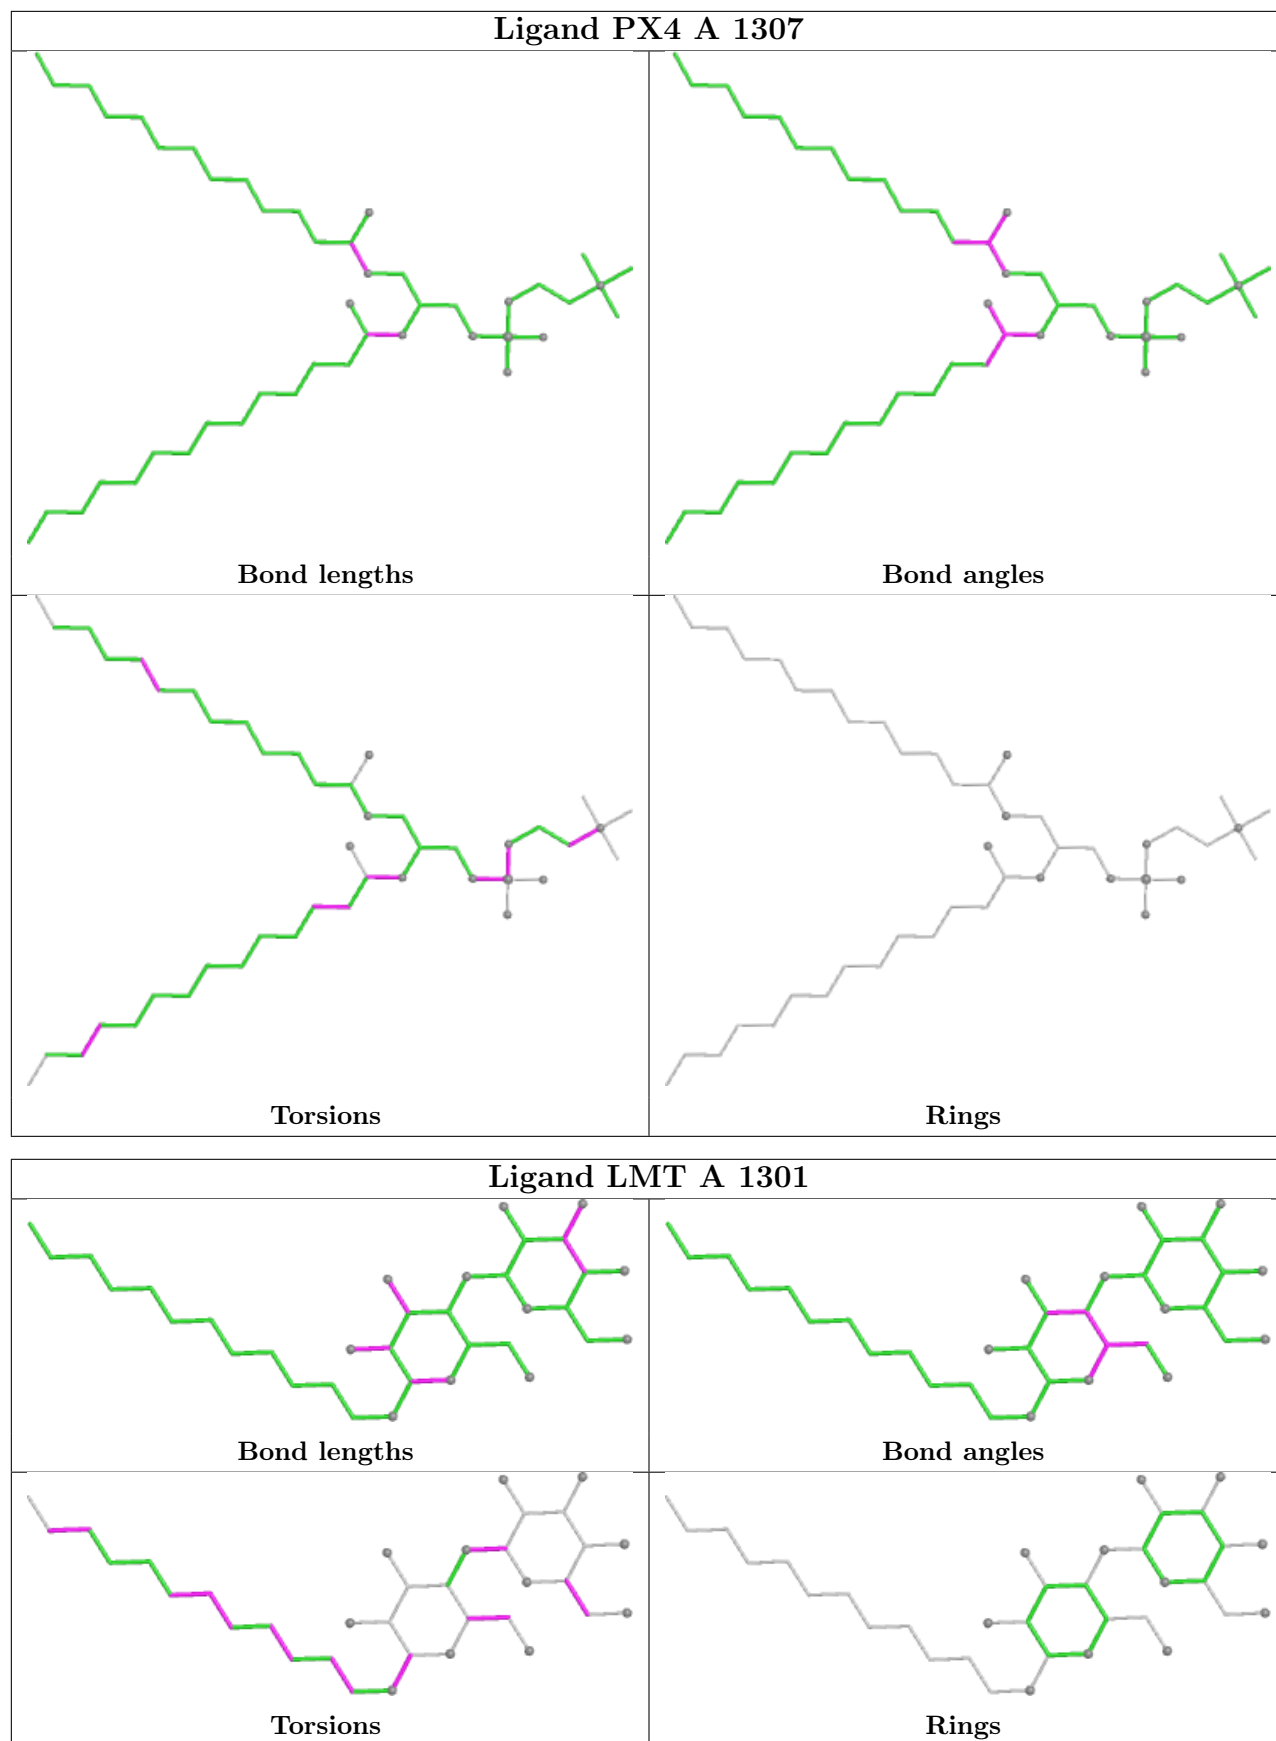 Ligand PX4 A 1307
Bond lengths
Bond angles
Torsions
Rings
Ligand LMT A 1301
Bond lengths
Bond angles
Torsions
Rings